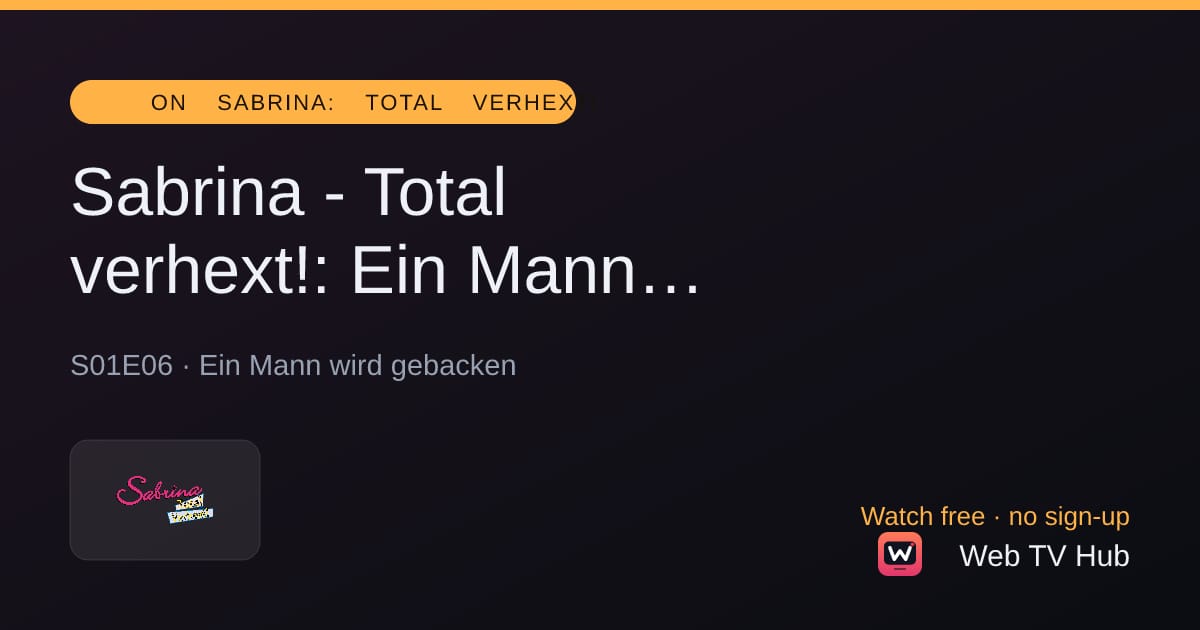 ON SABRINA: TOTAL VERHEX
Sabrina - Total
verhext!: Ein Mann…
S01E06 · Ein Mann wird gebacken
Sabrina
Watch free · no sign-up
W
Web TV Hub